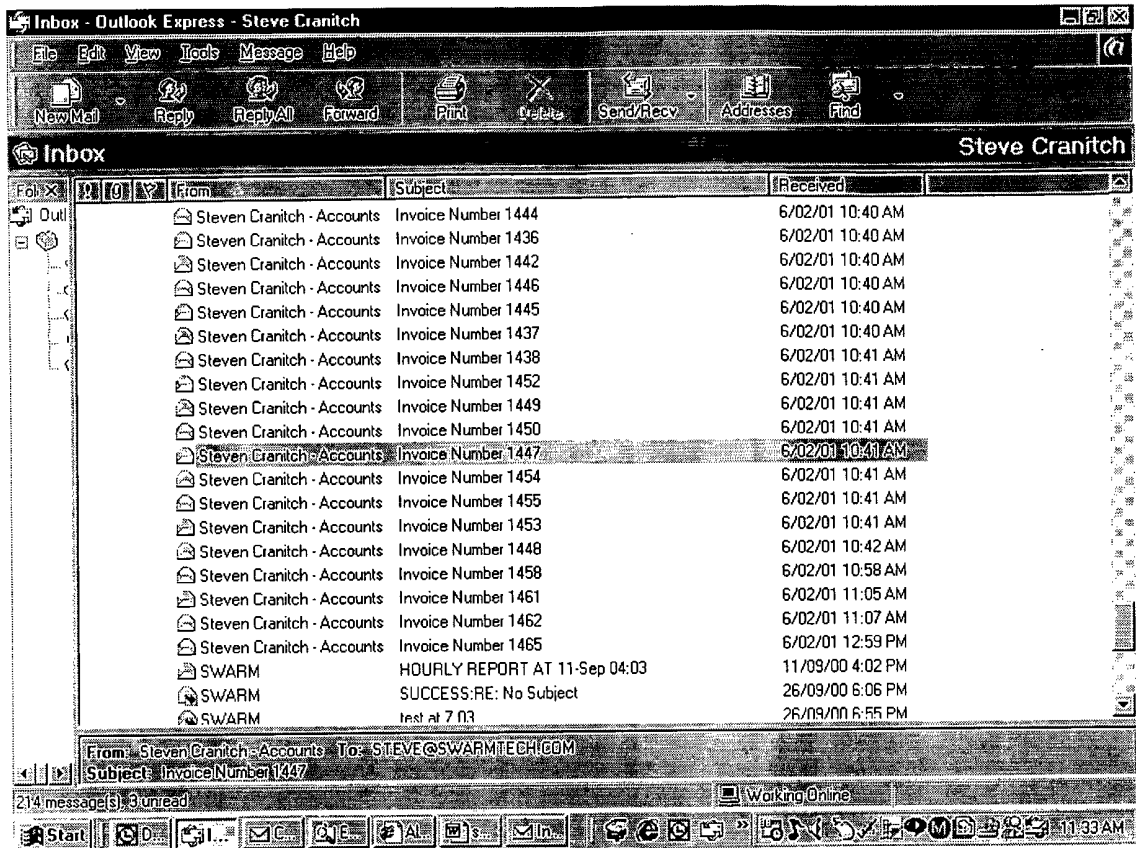 Inbox - Outlook Express - Steve Cranitch
File Edit View Tools Message Help
New Mail Reply Reply All Forward Print Delete Send/Recv Addresses Find
Inbox Steve Cranitch
Fol X ! From Subject Received
Steven Cranitch - Accounts Invoice Number 1444 6/02/01 10:40 AM
Outl
Steven Cranitch - Accounts Invoice Number 1436 6/02/01 10:40 AM
Steven Cranitch - Accounts Invoice Number 1442 6/02/01 10:40 AM
Steven Cranitch - Accounts Invoice Number 1446 6/02/01 10:40 AM
Steven Cranitch - Accounts Invoice Number 1445 6/02/01 10:40 AM
Steven Cranitch - Accounts Invoice Number 1437 6/02/01 10:40 AM
Steven Cranitch - Accounts Invoice Number 1438 6/02/01 10:41 AM
Steven Cranitch - Accounts Invoice Number 1452 6/02/01 10:41 AM
Steven Cranitch - Accounts Invoice Number 1449 6/02/01 10:41 AM
Steven Cranitch - Accounts Invoice Number 1450 6/02/01 10:41 AM
Steven Cranitch - Accounts Invoice Number 1447 6/02/01 10:41 AM
Steven Cranitch - Accounts Invoice Number 1454 6/02/01 10:41 AM
Steven Cranitch - Accounts Invoice Number 1455 6/02/01 10:41 AM
Steven Cranitch - Accounts Invoice Number 1453 6/02/01 10:41 AM
Steven Cranitch - Accounts Invoice Number 1448 6/02/01 10:42 AM
Steven Cranitch - Accounts Invoice Number 1458 6/02/01 10:58 AM
Steven Cranitch - Accounts Invoice Number 1461 6/02/01 11:05 AM
Steven Cranitch - Accounts Invoice Number 1462 6/02/01 11:07 AM
Steven Cranitch - Accounts Invoice Number 1465 6/02/01 12:59 PM
SWARM HOURLY REPORT AT 11-Sep 04:03 11/09/00 4:02 PM
SWARM SUCCESS:RE: No Subject 26/09/00 6:06 PM
SWARM test at 7.03 26/09/00 6:55 PM
From: Steven Cranitch - Accounts To: STEVE@SWARMTECH.COM
Subject: Invoice Number 1447
214 message(s), 3 unread Working Online
Start D... I... C... E... Al... s... In... » 11:33 AM